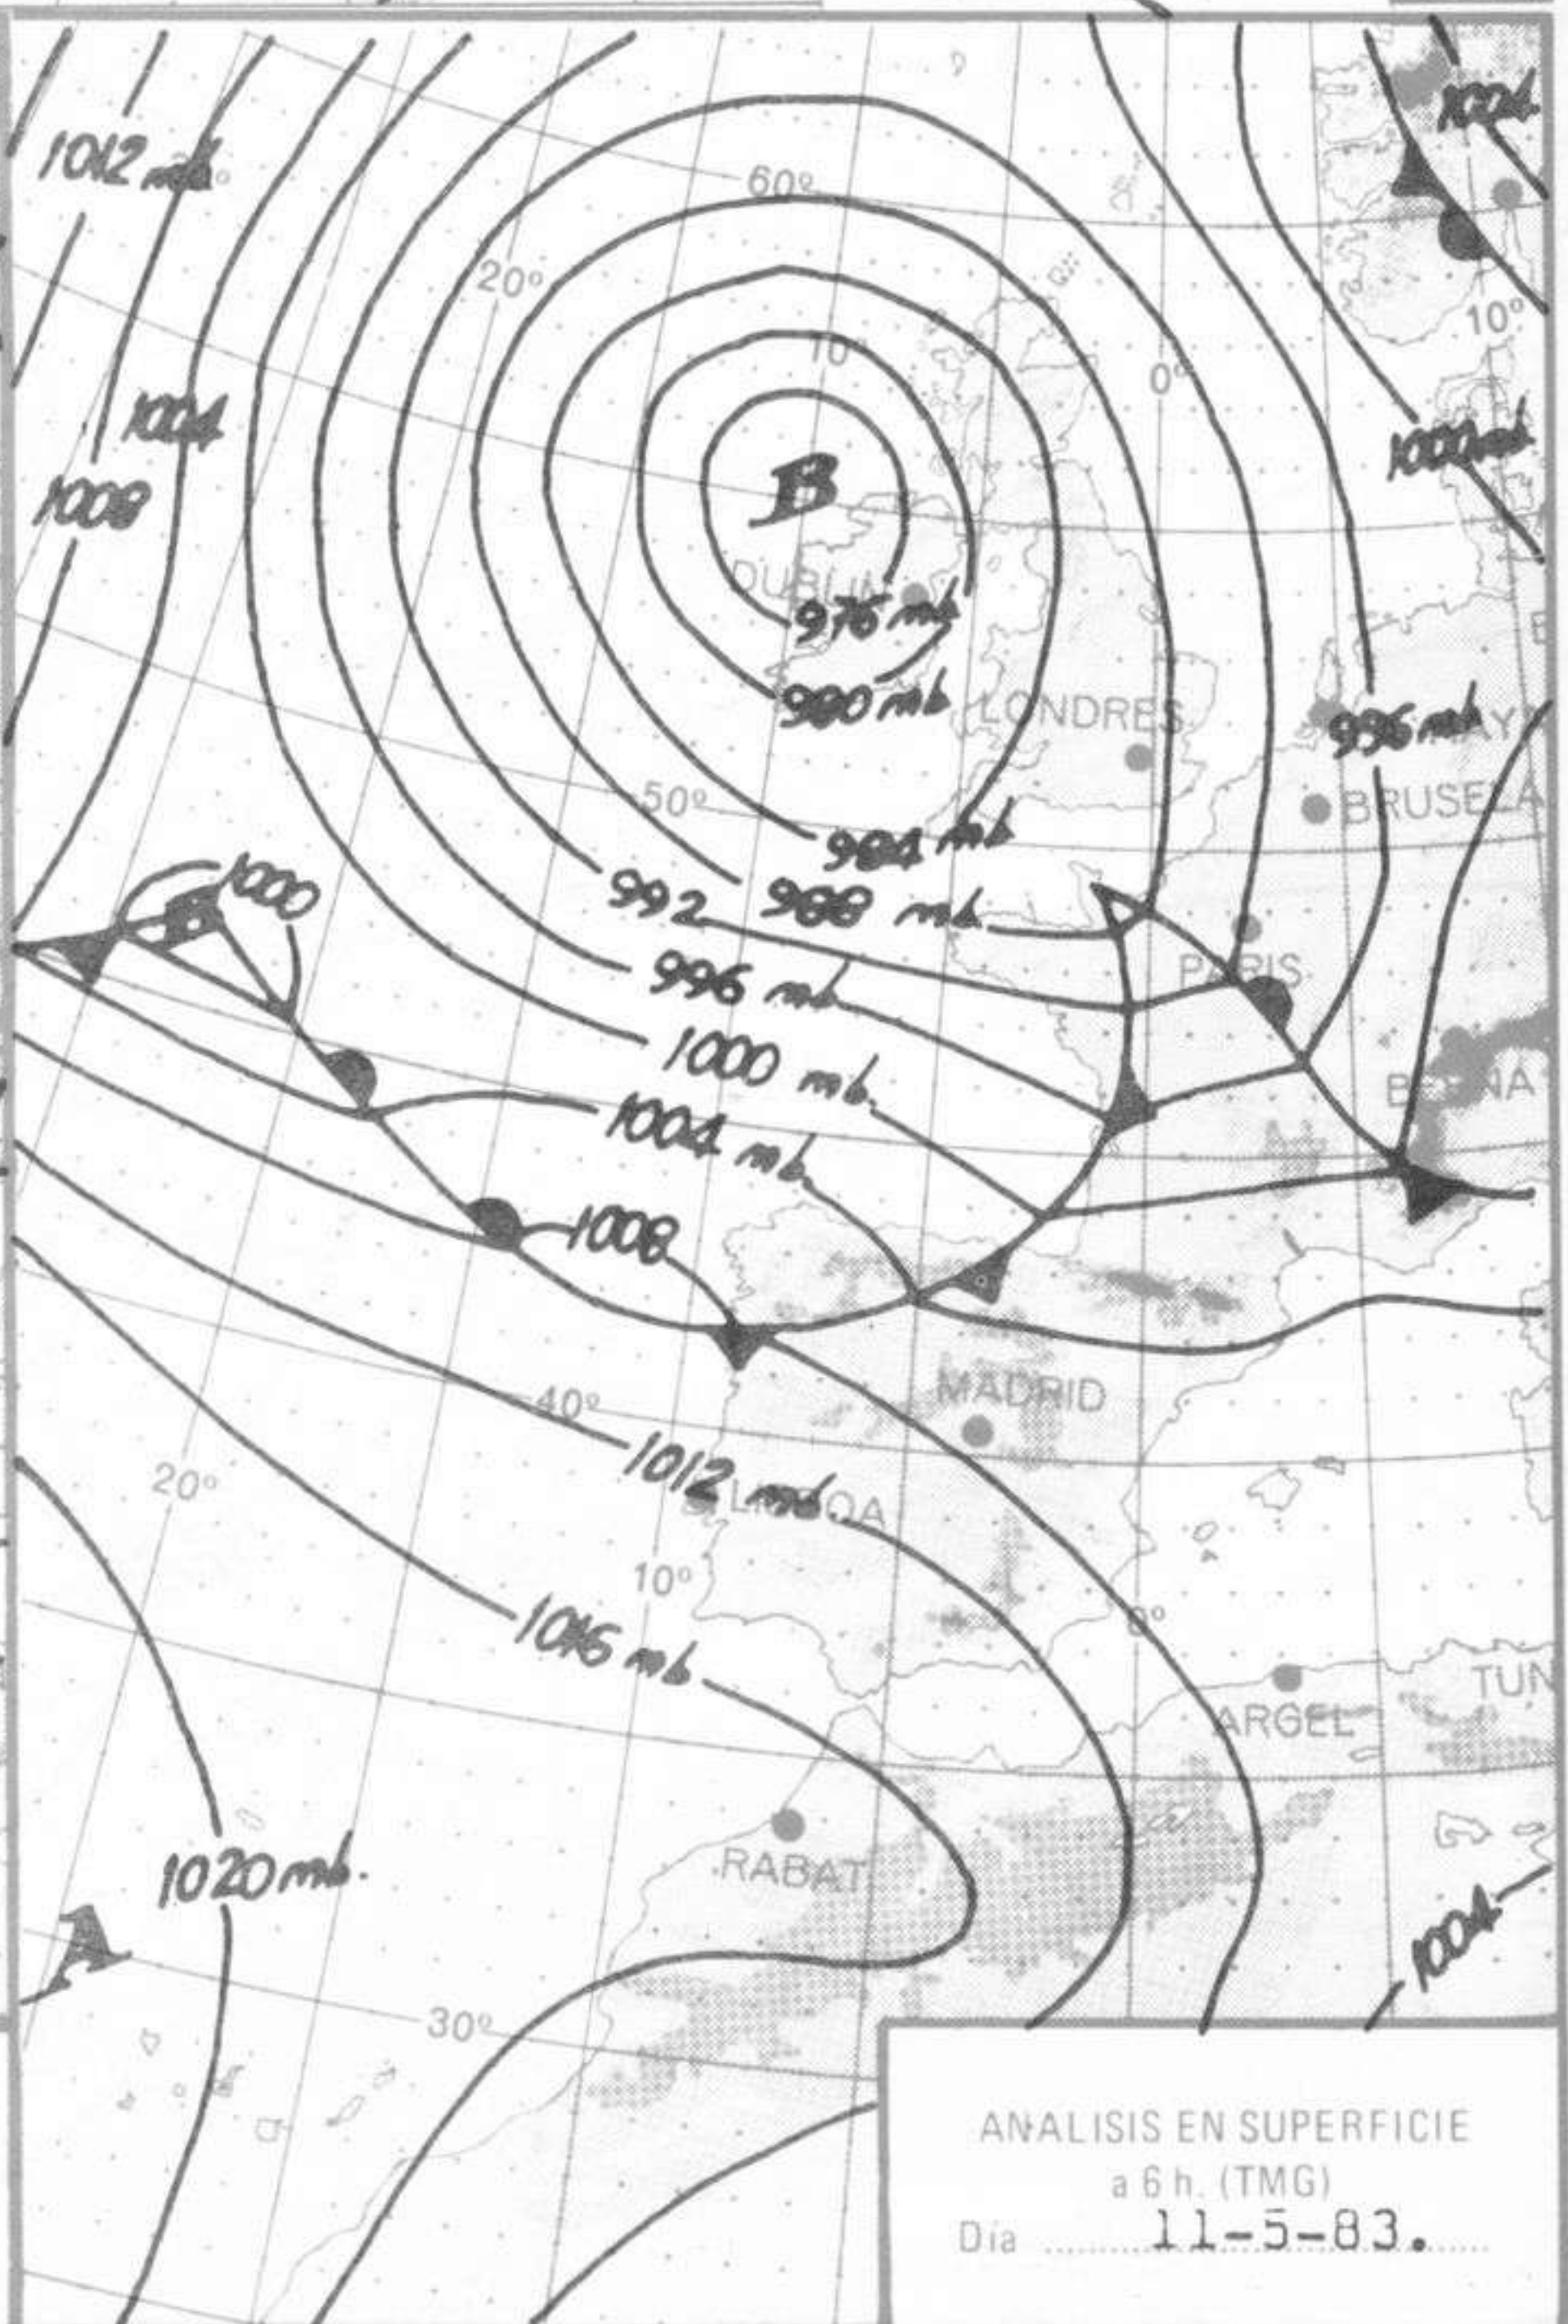 1004
1012 mb
60º
20º
10º
10º
0º
1004
1000 mb
B
1008
DUBLIN
976 mb
980 mb
LONDRES
996 mb
50º
BRUSELA
984 mb
1000
992
988 mb
PARIS
996 mb
B
1000 mb
BERNA
1004 mb
1008
MADRID
40º
1012 mb
LISBOA
20º
10º
0º
1016 mb
TUN
ARGEL
1020 mb.
RABAT
1004
A
30º
ANALISIS EN SUPERFICIE
a 6 h. (TMG)
Día 11-5-83.